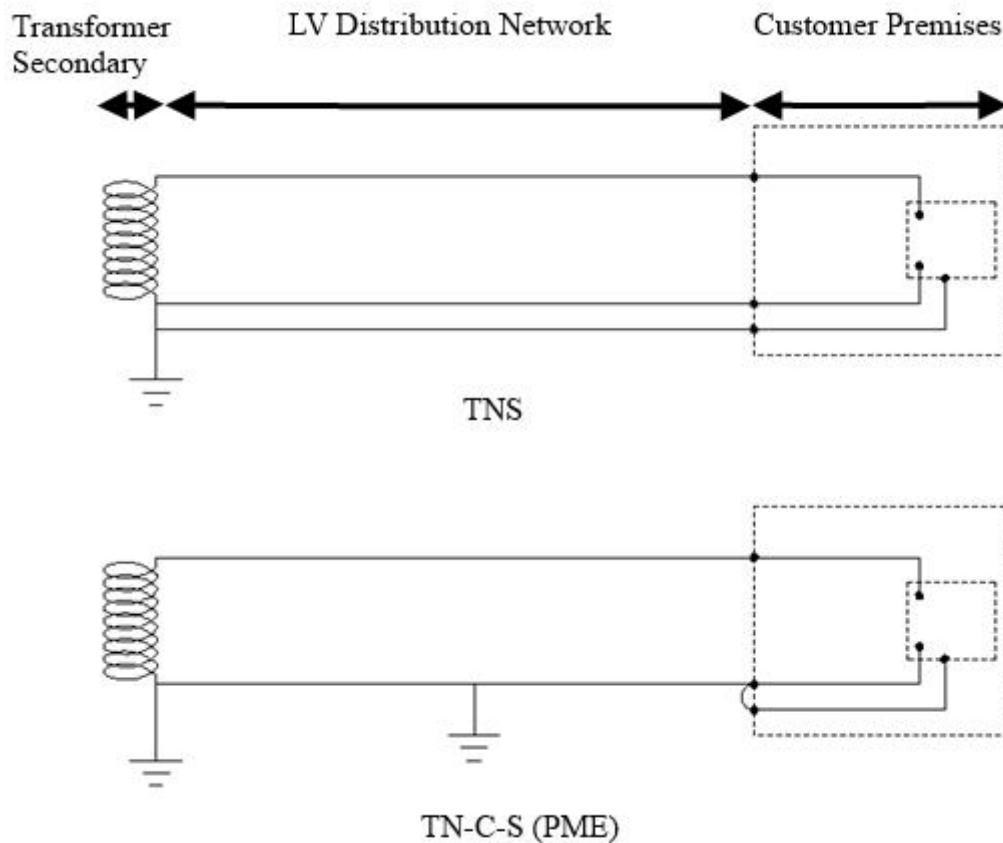 Transformer
Secondary
LV Distribution Network
Customer Premises
TNS
TN-C-S (PME)